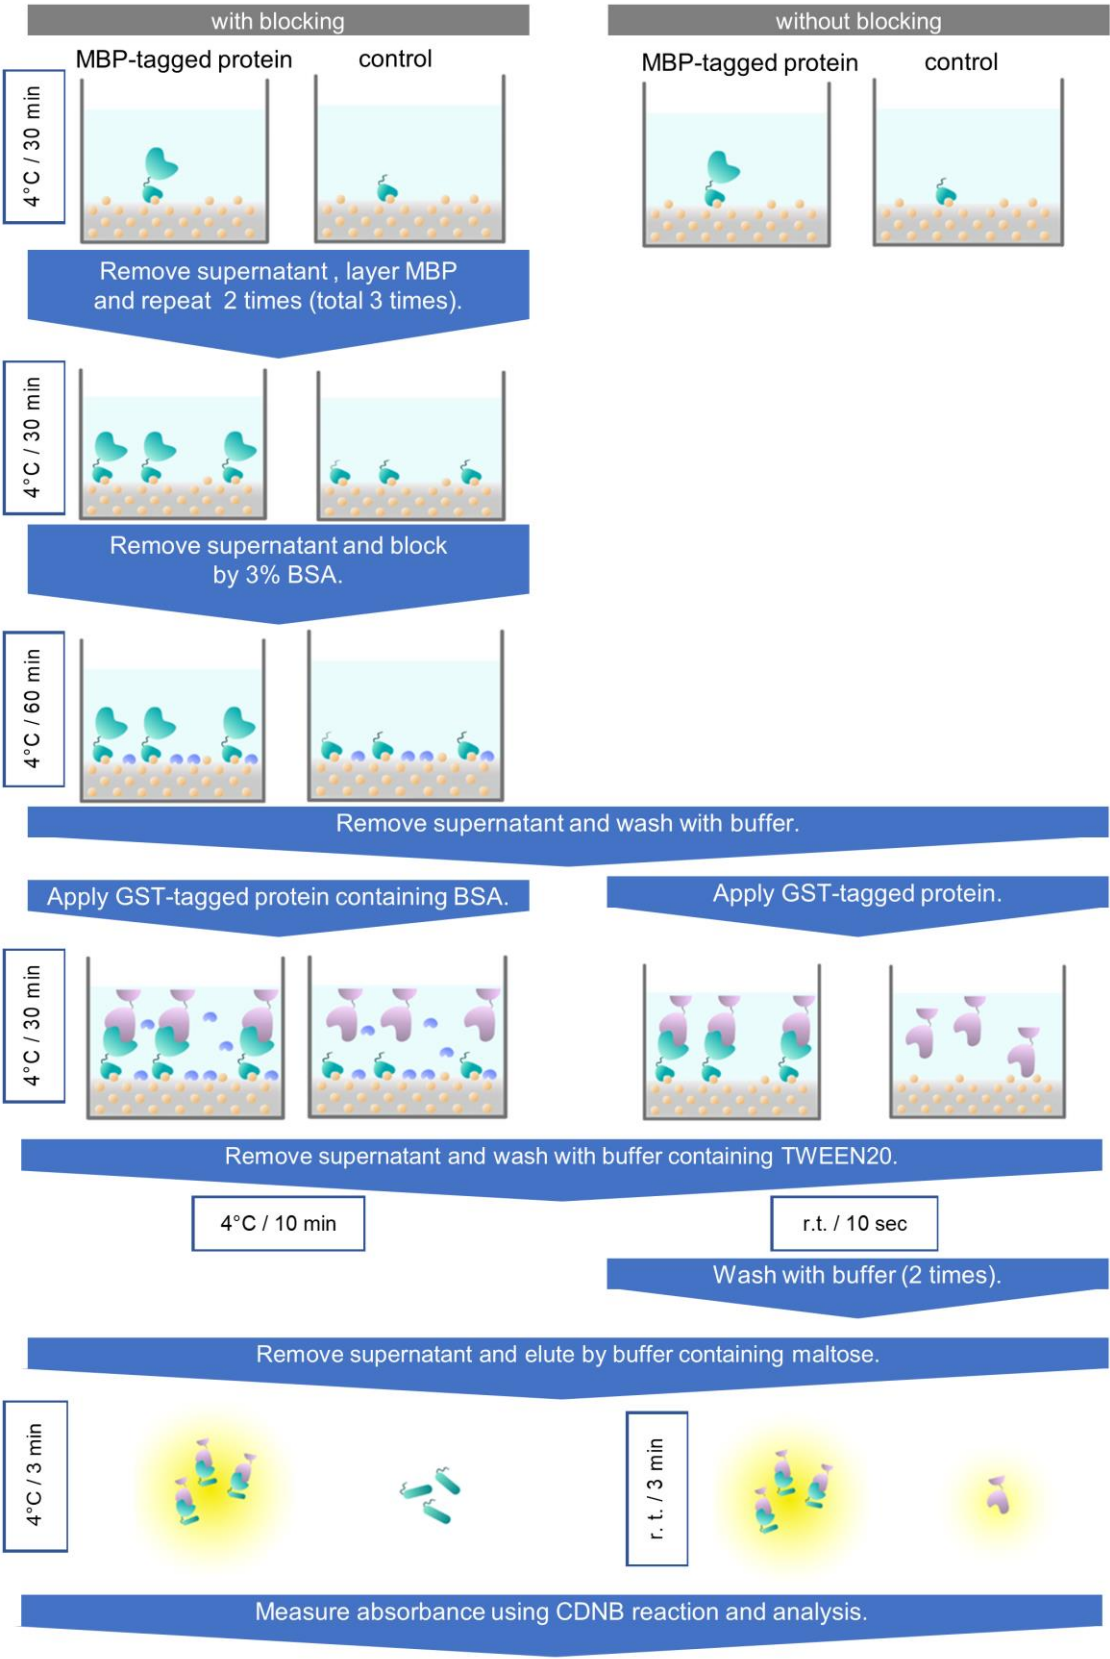 with blocking
without blocking
MBP-tagged protein
control
MBP-tagged protein
control
4°C / 30 min
Remove supernatant , layer MBP
and repeat 2 times (total 3 times).
4°C / 30 min
Remove supernatant and block
by 3% BSA.
4°C / 60 min
Remove supernatant and wash with buffer.
Apply GST-tagged protein containing BSA.
Apply GST-tagged protein.
4°C / 30 min
Remove supernatant and wash with buffer containing TWEEN20.
4°C / 10 min
r.t. / 10 sec
Wash with buffer (2 times).
Remove supernatant and elute by buffer containing maltose.
4°C / 3 min
r. t. / 3 min
Measure absorbance using CDNB reaction and analysis.